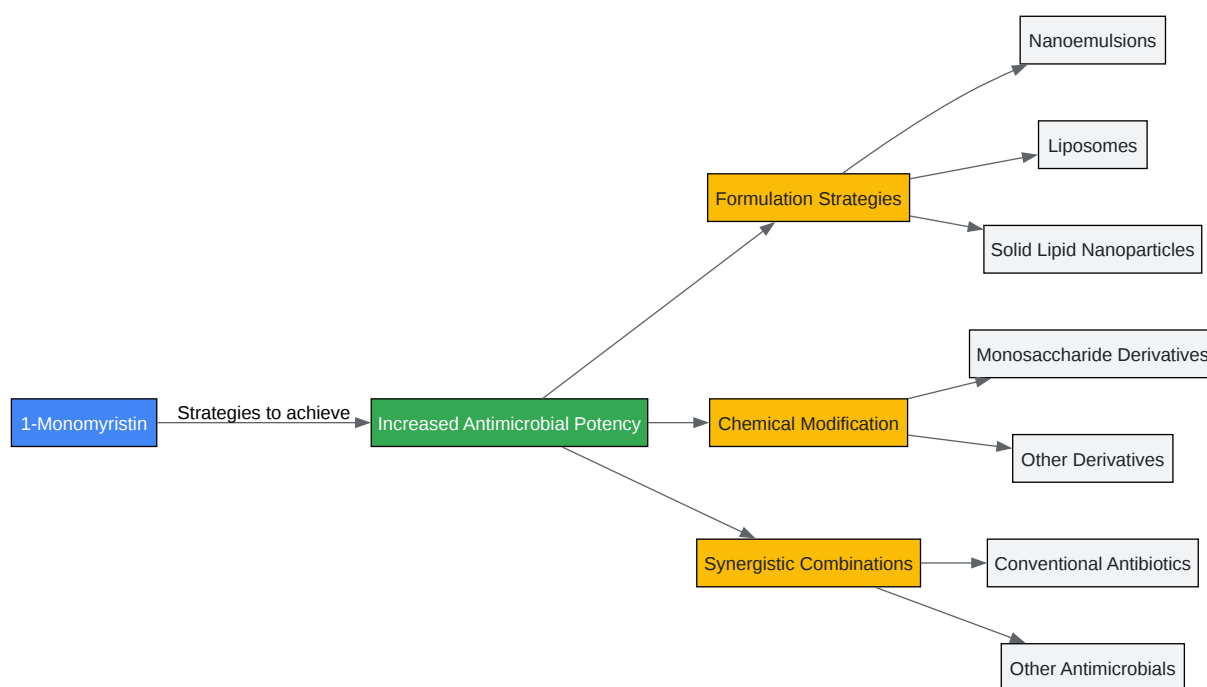 Nanoemulsions
Liposomes
Formulation Strategies
Solid Lipid Nanoparticles
Monosaccharide Derivatives
1-Monomyristin
Strategies to achieve
Increased Antimicrobial Potency
Chemical Modification
Other Derivatives
Synergistic Combinations
Conventional Antibiotics
Other Antimicrobials